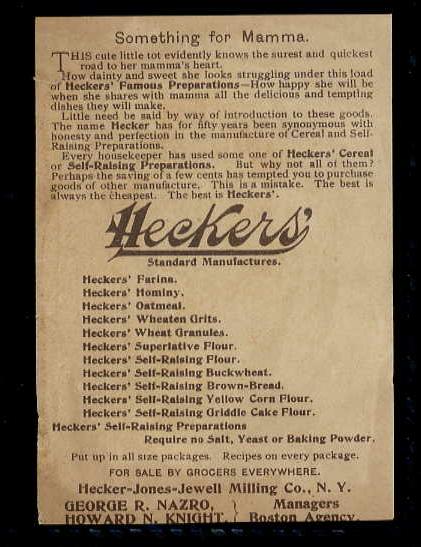 Something for Mamma.
THIS cute little tot evidently knows the surest and quickest
road to her mamma's heart.
How dainty and sweet she looks struggling under this load
of Heckers' Famous Preparations—How happy she will be
when she shares with mamma all the delicious and tempting
dishes they will make.
Little need be said by way of introduction to these goods.
The name Hecker has for fifty years been synonymous with
honesty and perfection in the manufacture of Cereal and Self-
Raising Preparations.
Every housekeeper has used some one of Heckers' Cereal
or Self-Raising Preparations. But why not all of them?
Perhaps the saving of a few cents has tempted you to purchase
goods of other manufacture. This is a mistake. The best is
always the cheapest. The best is Heckers'.
Heckers'
Standard Manufactures.
Heckers' Farina.
Heckers' Hominy.
Heckers' Oatmeal.
Heckers' Wheaten Grits.
Heckers' Wheat Granules.
Heckers' Superlative Flour.
Heckers' Self-Raising Flour.
Heckers' Self-Raising Buckwheat.
Heckers' Self-Raising Brown-Bread.
Heckers' Self-Raising Yellow Corn Flour.
Heckers' Self-Raising Griddle Cake Flour.
Heckers' Self-Raising Preparations
Require no Salt, Yeast or Baking Powder.
Put up in all size packages. Recipes on every package.
FOR SALE BY GROCERS EVERYWHERE.
Hecker-Jones-Jewell Milling Co., N. Y.
GEORGE R. NAZRO, } Managers
HOWARD N. KNIGHT, } Boston Agency.